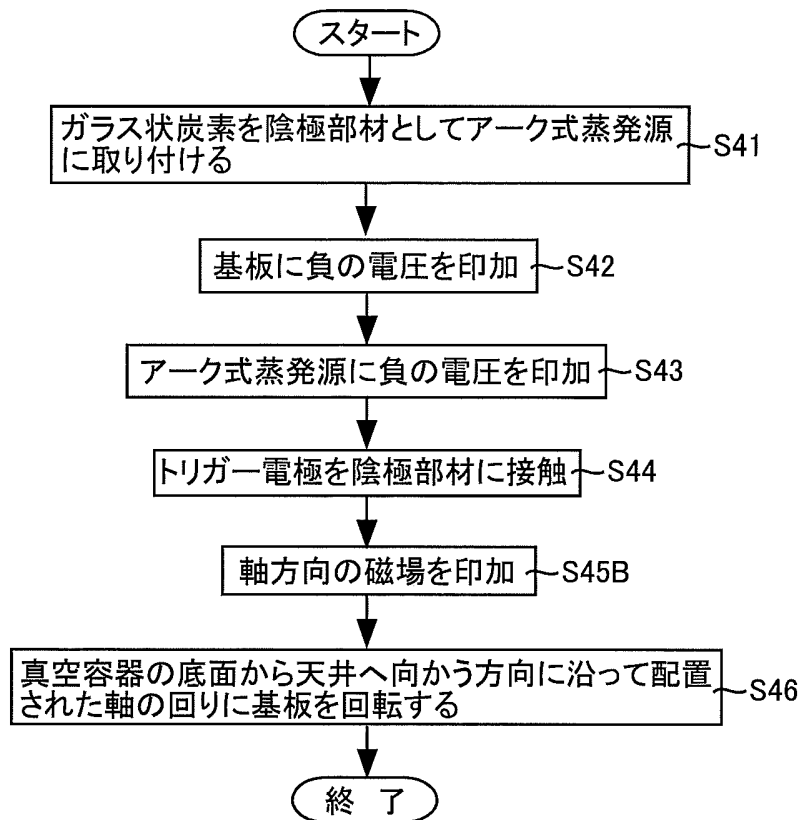 スタート
ガラス状炭素を陰極部材としてアーク式蒸発源
に取り付ける
S41
基板に負の電圧を印加
S42
アーク式蒸発源に負の電圧を印加
S43
トリガー電極を陰極部材に接触
S44
軸方向の磁場を印加
S45B
真空容器の底面から天井へ向かう方向に沿って配置
された軸の回りに基板を回転する
S46
終 了